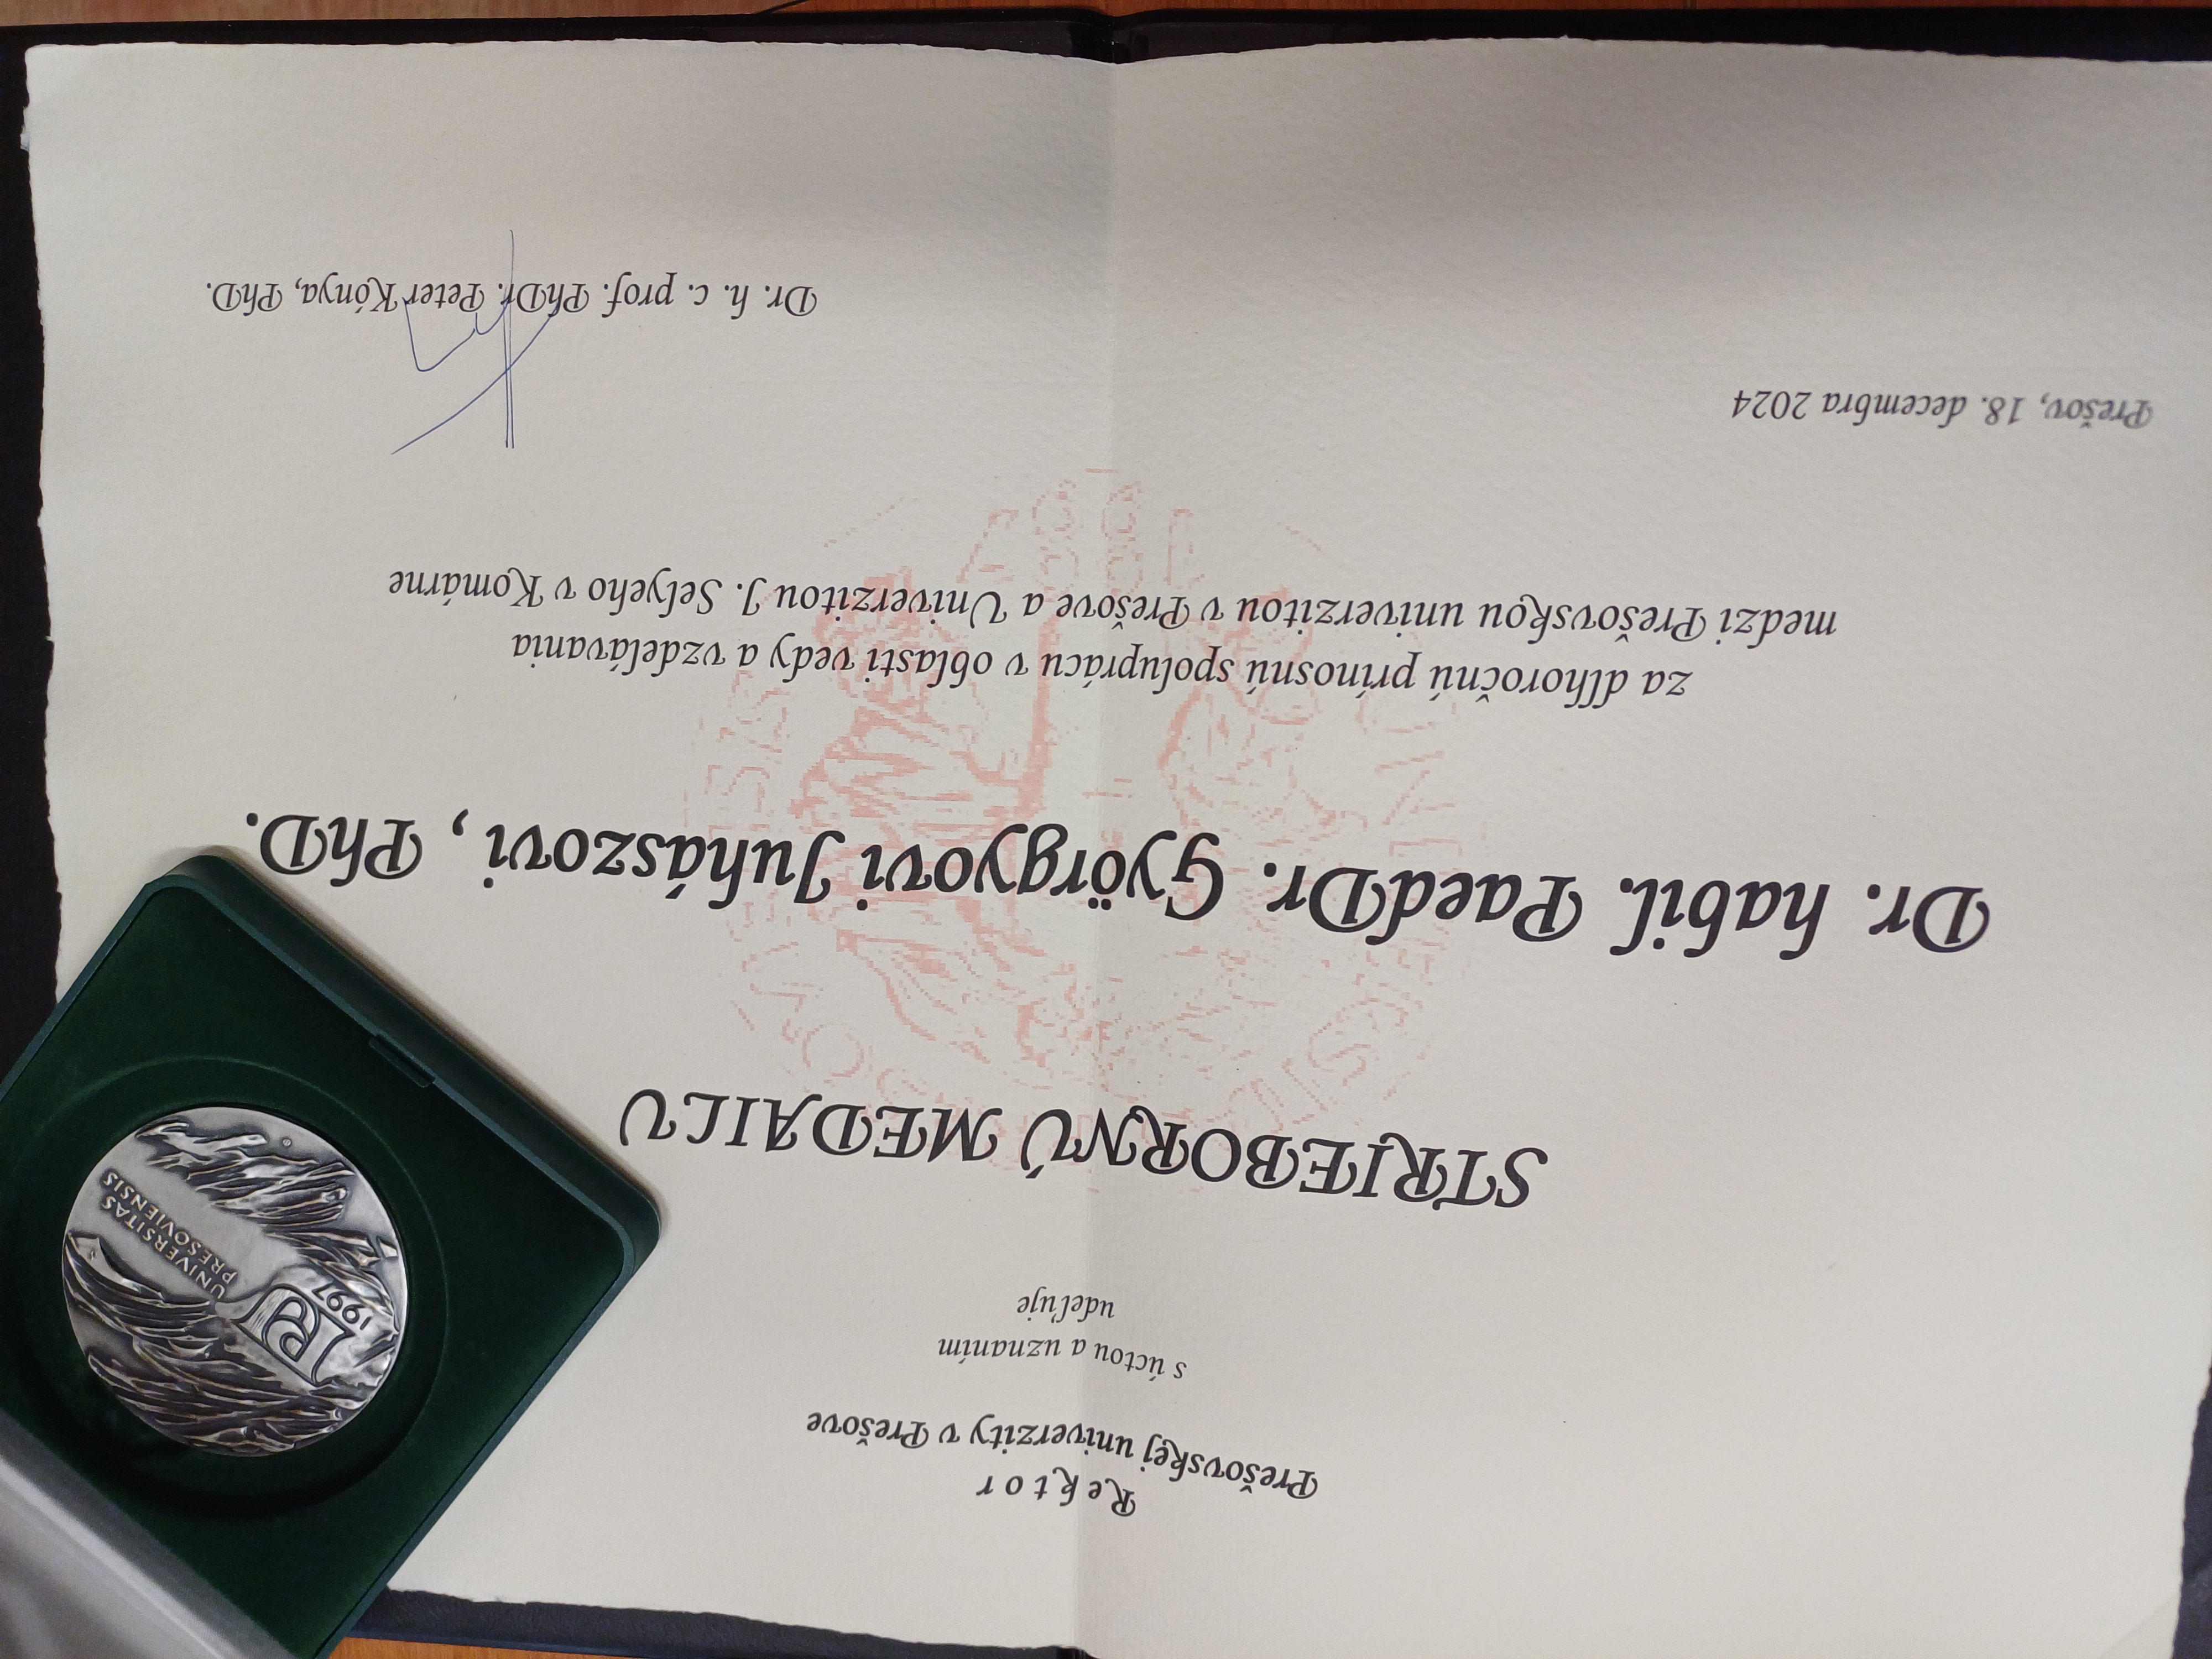 Rektor
Prešovskej univerzity v Prešove
s úctou a uznaním
udeľuje
STRIEBORNÚ MEDAILU
Dr. habil. PaedDr. Györgyovi Juhászovi , PhD.
za dlhoročnú prínosnú spoluprácu v oblasti vedy a vzdelávania
medzi Prešovskou univerzitou v Prešove a Univerzitou J. Selyeho v Komárne
Prešov, 18. decembra 2024
Dr. h. c. prof. PhDr. Peter Kónya, PhD.
1997
UNIVERSITAS
PREŠOVIENSIS